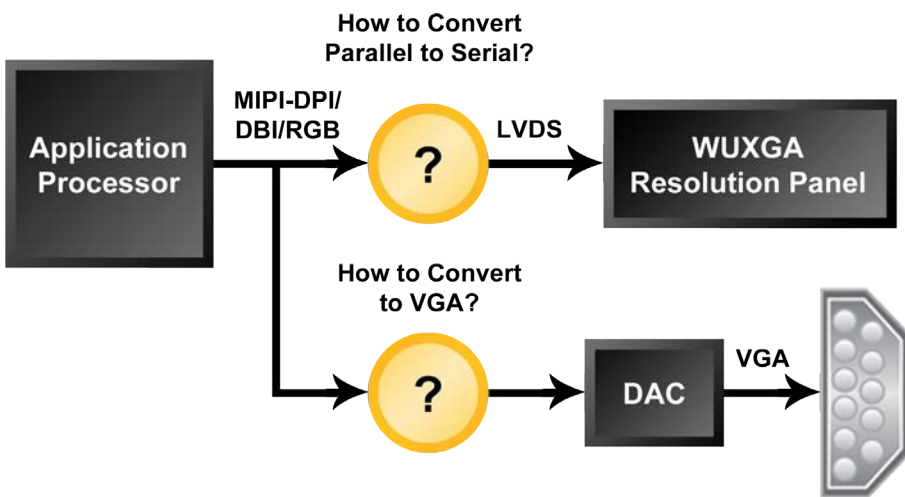 How to Convert
Parallel to Serial?
MIPI-DPI/
DBI/RGB
LVDS
Application
Processor
?
WUXGA
Resolution Panel
How to Convert
to VGA?
?
DAC
VGA